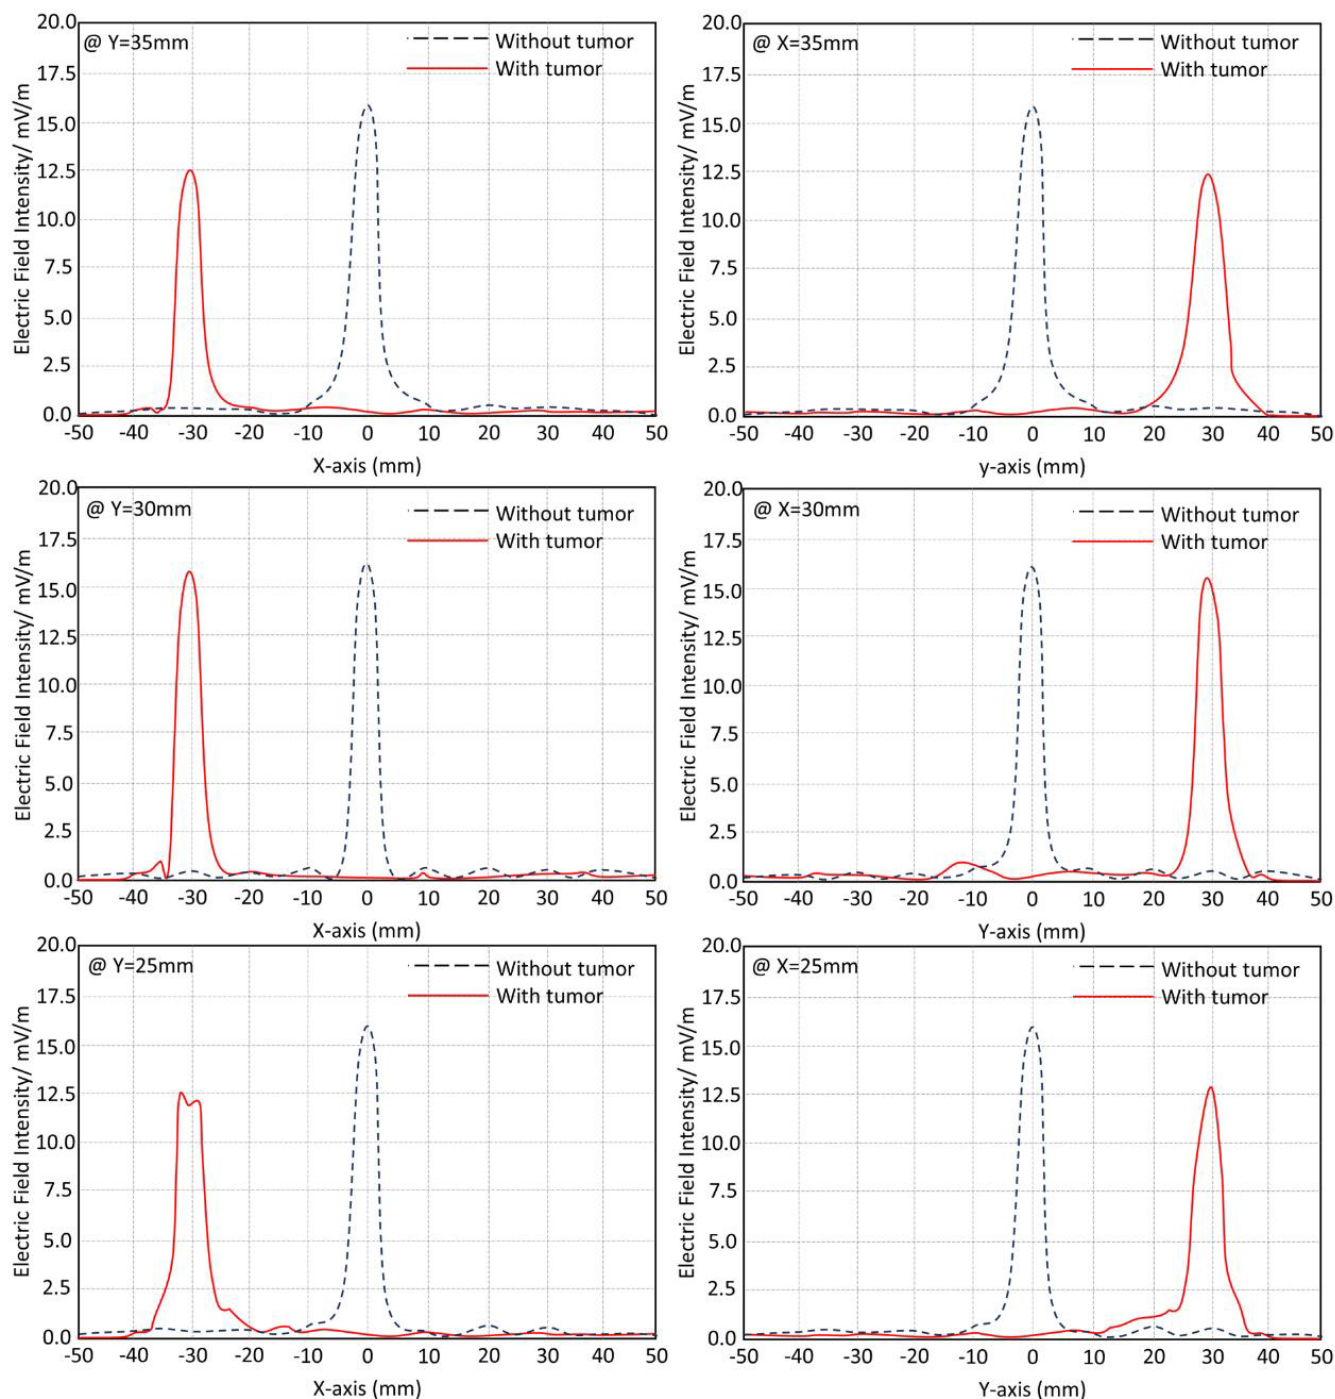 20.0
@ Y=35mm
Without tumor
With tumor
17.5
15.0
12.5
10.0
7.5
5.0
2.5
0.0
Electric Field Intensity/ mV/m
-50 -40 -30 -20 -10 0 10 20 30 40 50
X-axis (mm)
20.0
@ X=35mm
Without tumor
With tumor
17.5
15.0
12.5
10.0
7.5
5.0
2.5
0.0
Electric Field Intensity/ mV/m
-50 -40 -30 -20 -10 0 10 20 30 40 50
y-axis (mm)
20.0
@ Y=30mm
Without tumor
With tumor
17.5
15.0
12.5
10.0
7.5
5.0
2.5
0.0
Electric Field Intensity/ mV/m
-50 -40 -30 -20 -10 0 10 20 30 40 50
X-axis (mm)
20.0
@ X=30mm
Without tumor
With tumor
17.5
15.0
12.5
10.0
7.5
5.0
2.5
0.0
Electric Field Intensity/ mV/m
-50 -40 -30 -20 -10 0 10 20 30 40 50
Y-axis (mm)
20.0
@ Y=25mm
Without tumor
With tumor
17.5
15.0
12.5
10.0
7.5
5.0
2.5
0.0
Electric Field Intensity/ mV/m
-50 -40 -30 -20 -10 0 10 20 30 40 50
X-axis (mm)
20.0
@ X=25mm
Without tumor
With tumor
17.5
15.0
12.5
10.0
7.5
5.0
2.5
0.0
Electric Field Intensity/ mV/m
-50 -40 -30 -20 -10 0 10 20 30 40 50
Y-axis (mm)